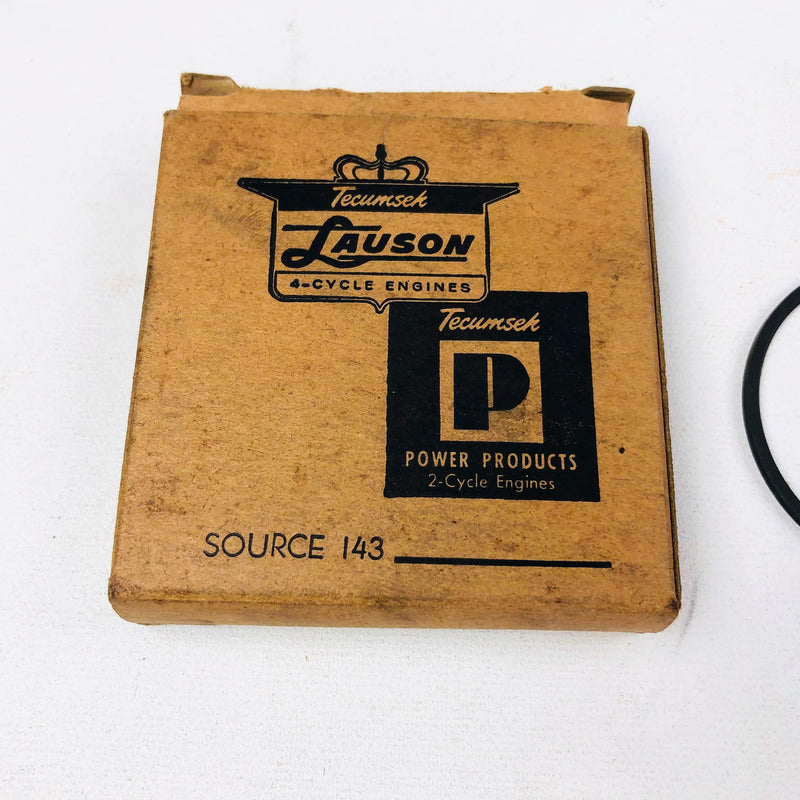 Tecumseh
LAUSON
4-CYCLE ENGINES
Tecumseh
P
POWER PRODUCTS
2-Cycle Engines
SOURCE 143